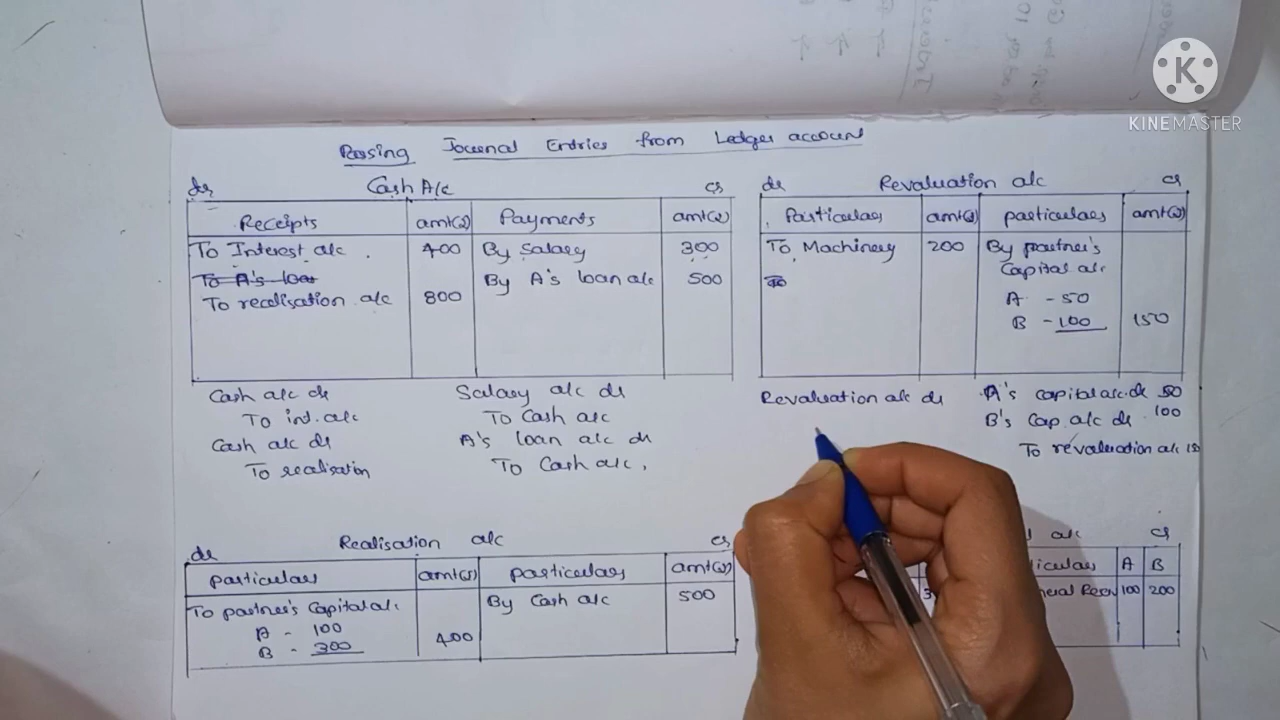 KINEMASTER
Passing Journal Entries from Ledger account
dr Cash A/c cr
Receipts amt(₹) Payments amt(₹)
To Interest a/c 400 By Salary 300
To A's loan By A's loan a/c 500
To realisation a/c 800
Cash a/c dr Salary a/c dr
To int. a/c To Cash a/c
Cash a/c dr A's loan a/c dr
To realisation To Cash a/c
dr Revaluation a/c cr
Particulars amt(₹) particulars amt(₹)
To Machinery 200 By partner's
Capital a/c
A - 50
B - 100 150
Revaluation a/c dr A's capital a/c dr 50
B's Cap. a/c dr 100
To revaluation a/c
dr Realisation a/c cr
particulars amt(₹) particulars amt(₹)
To partner's Capital a/c By Cash a/c 500
A - 100
B - 300 400
a/c cr
A B
100 200